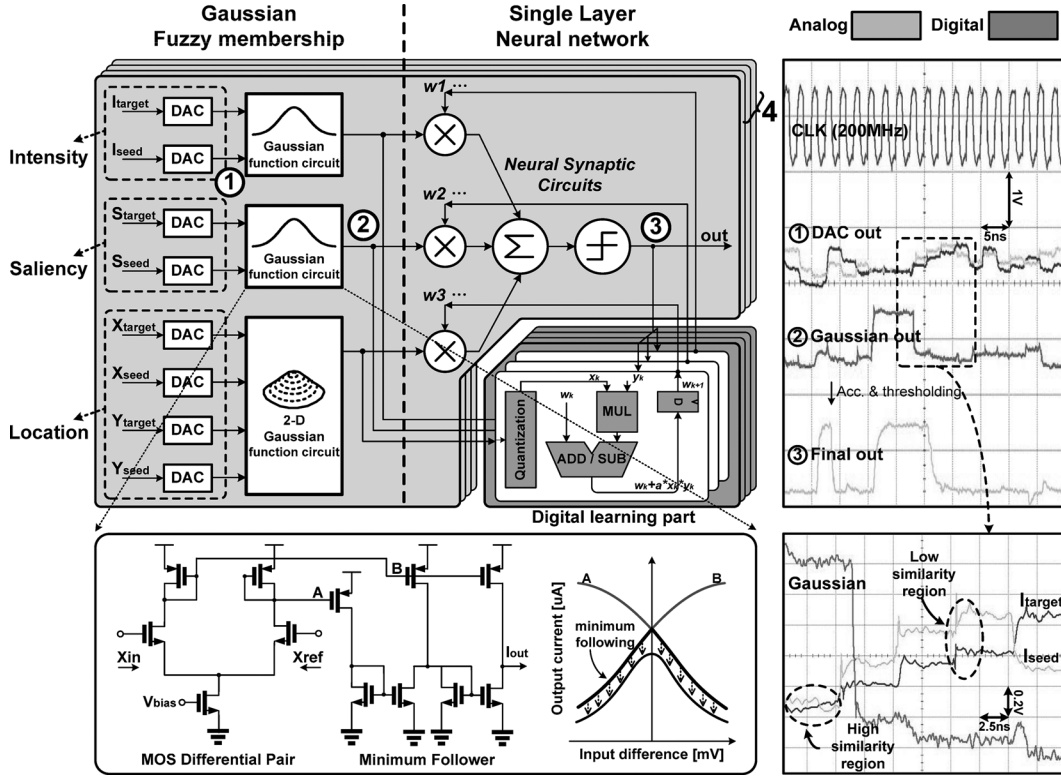 Gaussian
Fuzzy membership
Single Layer
Neural network
Analog
Digital
Intensity
Saliency
Location
Itarget
DAC
Iseed
DAC
Starget
DAC
Sseed
DAC
Xtarget
DAC
Xseed
DAC
Ytarget
DAC
Yseed
DAC
1
Gaussian
function circuit
2
Gaussian
function circuit
2-D
Gaussian
function circuit
w1 ...
w2 ...
w3 ...
Neural Synaptic
Circuits
Σ
3
out
4
Quantization
xk
yk
wk
MUL
wk+1
D
ADD
SUB
wk+a*xk*yk
Digital learning part
CLK (200MHz)
1V
5ns
1 DAC out
2 Gaussian out
Acc. & thresholding
3 Final out
A
B
Xin
Xref
Vbias
Iout
MOS Differential Pair
Minimum Follower
Output current [uA]
A
B
minimum
following
Input difference [mV]
Gaussian
Low
similarity
region
Itarget
Iseed
0.2V
2.5ns
High
similarity
region